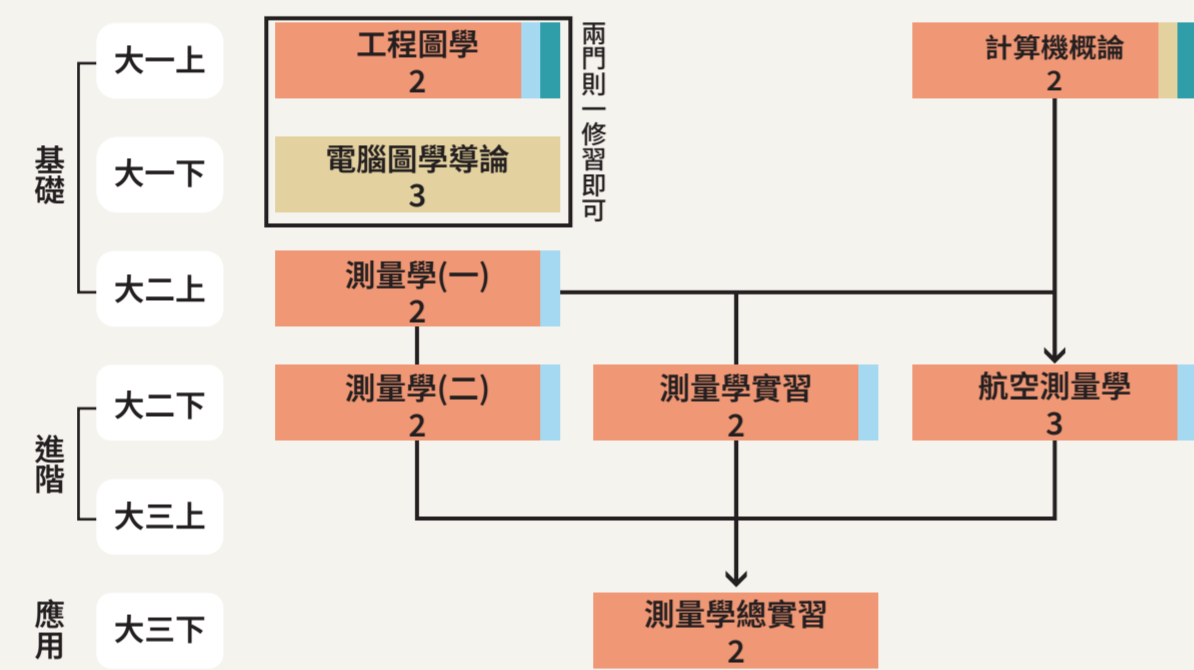 基礎
大一上
工程圖學
2
兩門則一修習即可
計算機概論
2
大一下
電腦圖學導論
3
大二上
測量學(一)
2
進階
大二下
測量學(二)
2
測量學實習
2
航空測量學
3
大三上
應用
大三下
測量學總實習
2